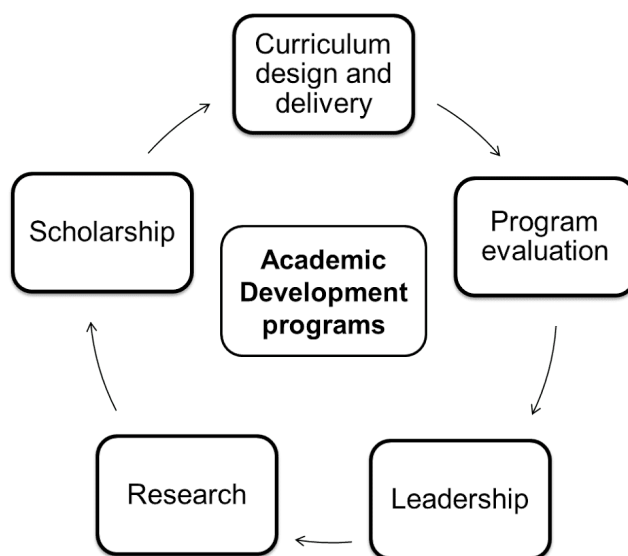 Curriculum
design and
delivery
Program
evaluation
Leadership
Research
Scholarship
Academic
Development
programs